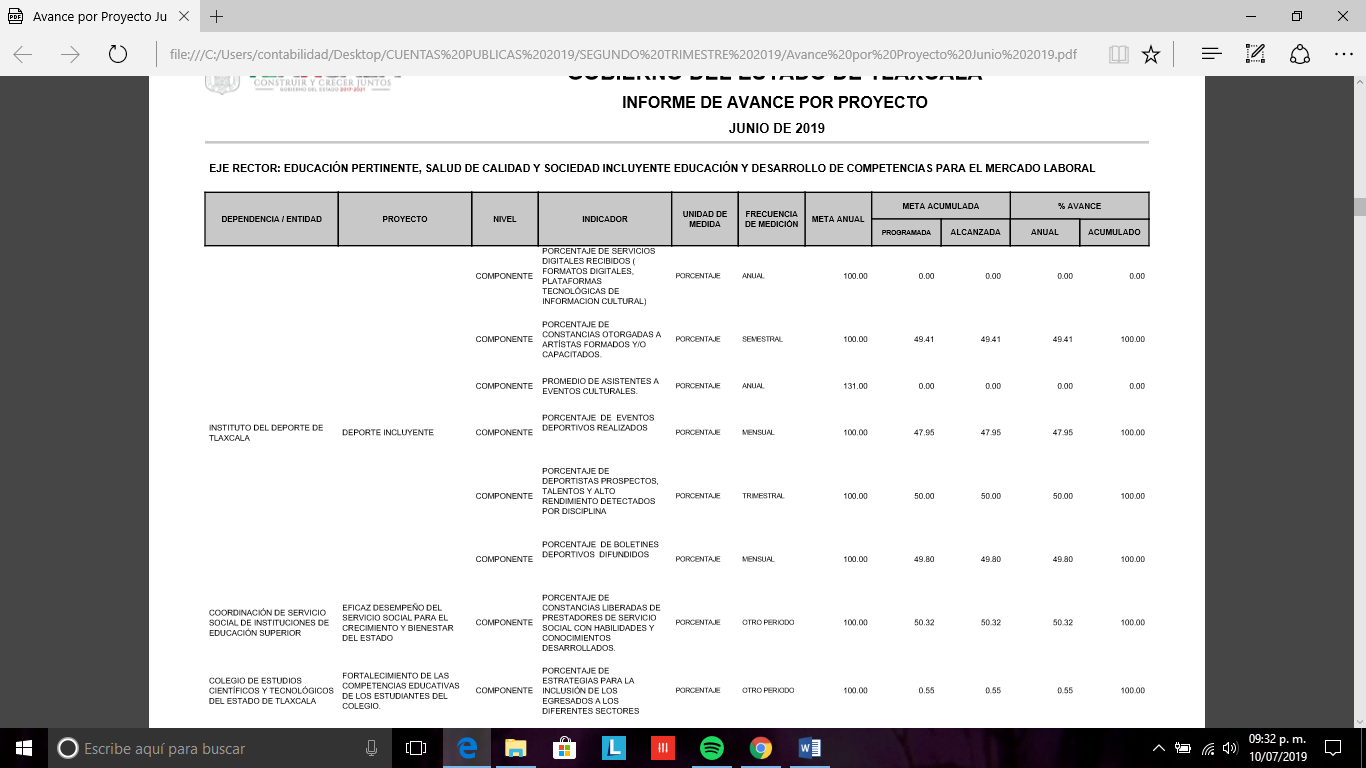 Avance por Proyecto Ju
file:///C:/Users/contabilidad/Desktop/CUENTAS%20PUBLICAS%202019/SEGUNDO%20TRIMESTRE%202019/Avance%20por%20Proyecto%20Junio%202019.pdf
CONSTRUIR Y CRECER JUNTOS
GOBIERNO DEL ESTADO 2017-2021
GOBIERNO DEL ESTADO DE TLAXCALA
INFORME DE AVANCE POR PROYECTO
JUNIO DE 2019
EJE RECTOR: EDUCACIÓN PERTINENTE, SALUD DE CALIDAD Y SOCIEDAD INCLUYENTE EDUCACIÓN Y DESARROLLO DE COMPETENCIAS PARA EL MERCADO LABORAL
DEPENDENCIA / ENTIDAD
PROYECTO
NIVEL
INDICADOR
UNIDAD DE
MEDIDA
FRECUENCIA
DE MEDICIÓN
META ANUAL
META ACUMULADA
% AVANCE
PROGRAMADA
ALCANZADA
ANUAL
ACUMULADO
COMPONENTE
PORCENTAJE DE SERVICIOS
DIGITALES RECIBIDOS (
FORMATOS DIGITALES,
PLATAFORMAS
TECNOLÓGICAS DE
INFORMACION CULTURAL)
PORCENTAJE ANUAL 100.00 0.00 0.00 0.00 0.00
COMPONENTE
PORCENTAJE DE
CONSTANCIAS OTORGADAS A
ARTÍSTAS FORMADOS Y/O
CAPACITADOS.
PORCENTAJE SEMESTRAL 100.00 49.41 49.41 49.41 100.00
COMPONENTE
PROMEDIO DE ASISTENTES A
EVENTOS CULTURALES.
PORCENTAJE ANUAL 131.00 0.00 0.00 0.00 0.00
INSTITUTO DEL DEPORTE DE
TLAXCALA
DEPORTE INCLUYENTE
COMPONENTE
PORCENTAJE DE EVENTOS
DEPORTIVOS REALIZADOS
PORCENTAJE MENSUAL 100.00 47.95 47.95 47.95 100.00
COMPONENTE
PORCENTAJE DE
DEPORTISTAS PROSPECTOS,
TALENTOS Y ALTO
RENDIMIENTO DETECTADOS
POR DISCIPLINA
PORCENTAJE TRIMESTRAL 100.00 50.00 50.00 50.00 100.00
COMPONENTE
PORCENTAJE DE BOLETINES
DEPORTIVOS DIFUNDIDOS
PORCENTAJE MENSUAL 100.00 49.80 49.80 49.80 100.00
COORDINACIÓN DE SERVICIO
SOCIAL DE INSTITUCIONES DE
EDUCACIÓN SUPERIOR
EFICAZ DESEMPEÑO DEL
SERVICIO SOCIAL PARA EL
CRECIMIENTO Y BIENESTAR
DEL ESTADO
COMPONENTE
PORCENTAJE DE
CONSTANCIAS LIBERADAS DE
PRESTADORES DE SERVICIO
SOCIAL CON HABILIDADES Y
CONOCIMIENTOS
DESARROLLADOS.
PORCENTAJE OTRO PERIODO 100.00 50.32 50.32 50.32 100.00
COLEGIO DE ESTUDIOS
CIENTÍFICOS Y TECNOLÓGICOS
DEL ESTADO DE TLAXCALA
FORTALECIMIENTO DE LAS
COMPETENCIAS EDUCATIVAS
DE LOS ESTUDIANTES DEL
COLEGIO.
COMPONENTE
PORCENTAJE DE
ESTRATEGIAS PARA LA
INCLUSIÓN DE LOS
EGRESADOS A LOS
DIFERENTES SECTORES
PORCENTAJE OTRO PERIODO 100.00 0.55 0.55 0.55 100.00
Escribe aquí para buscar
09:32 p. m.
10/07/2019